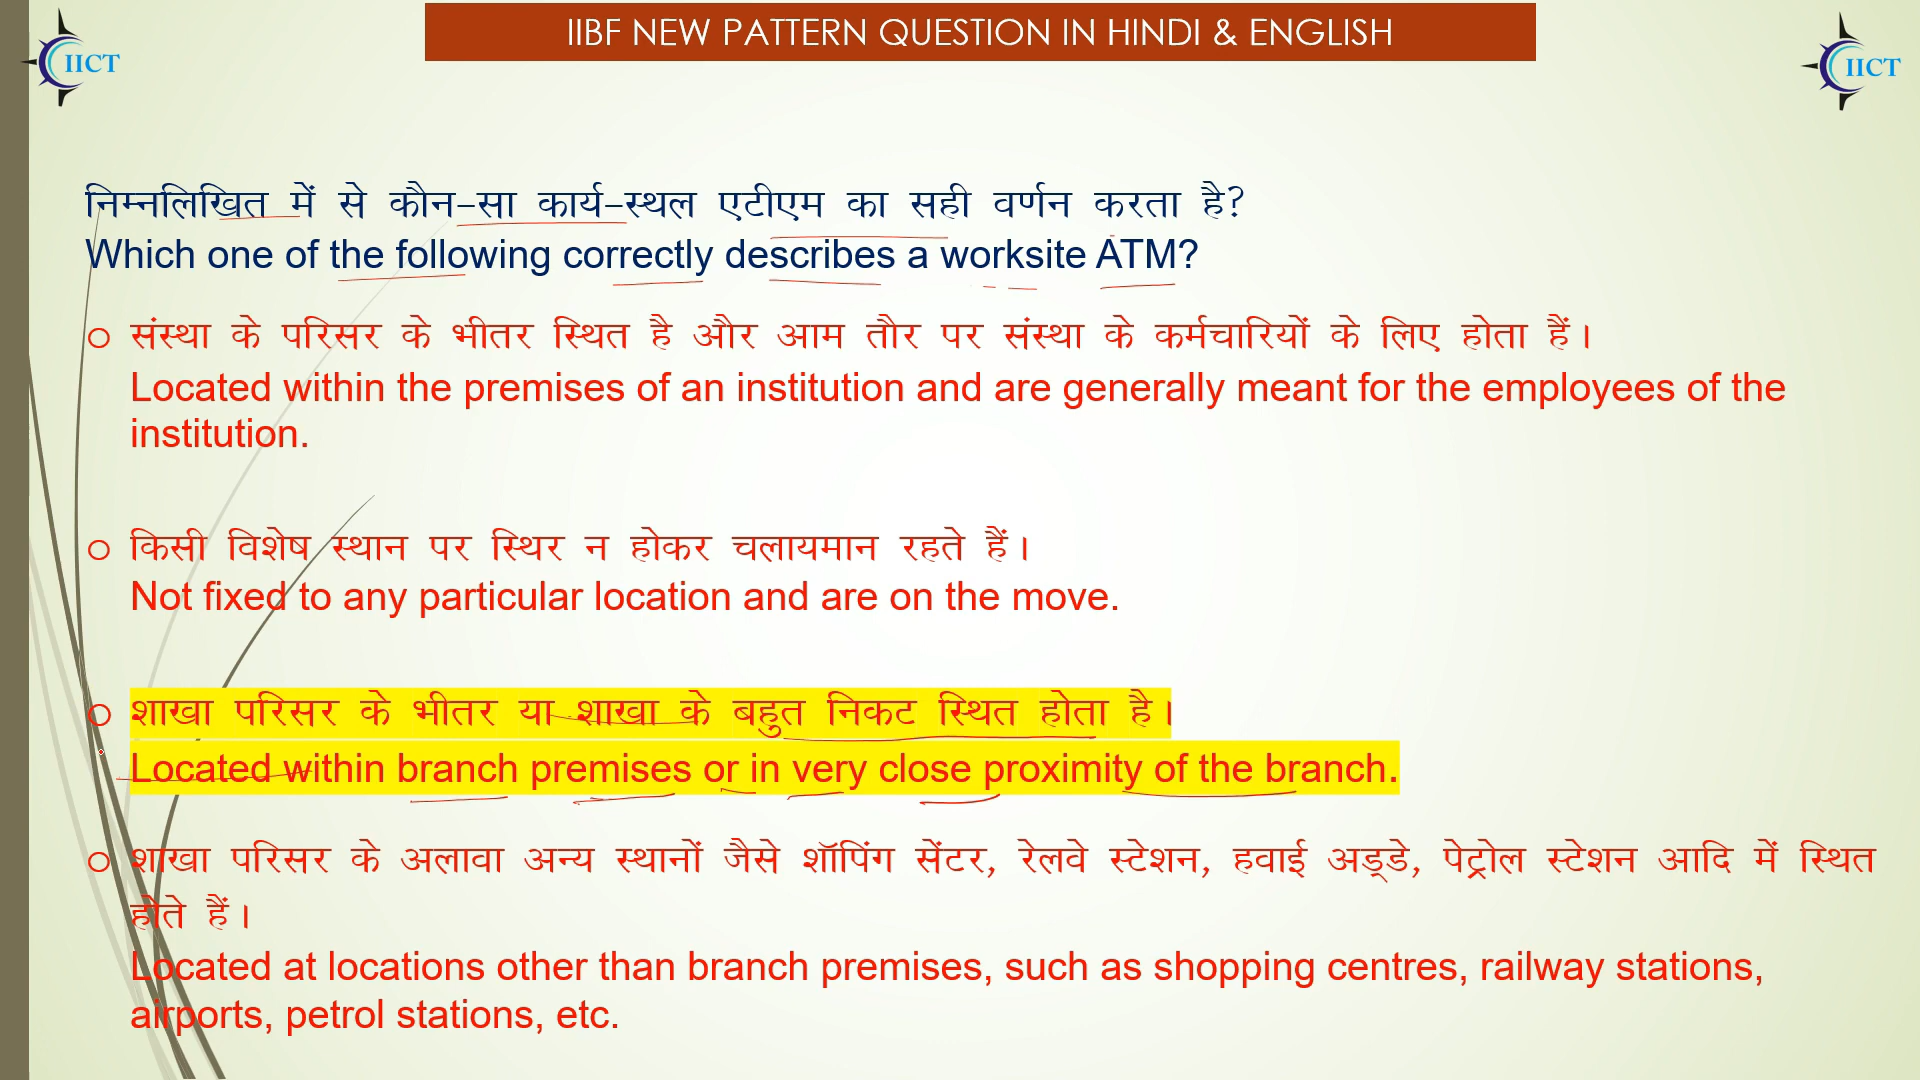 IIBF NEW PATTERN QUESTION IN HINDI & ENGLISH
IICT
IICT
निम्नलिखित में से कौन-सा कार्य-स्थल एटीएम का सही वर्णन करता है?
Which one of the following correctly describes a worksite ATM?
o संस्था के परिसर के भीतर स्थित है और आम तौर पर संस्था के कर्मचारियों के लिए होता हैं।
Located within the premises of an institution and are generally meant for the employees of the
institution.
o किसी विशेष स्थान पर स्थिर न होकर चलायमान रहते हैं।
Not fixed to any particular location and are on the move.
o शाखा परिसर के भीतर या शाखा के बहुत निकट स्थित होता है।
Located within branch premises or in very close proximity of the branch.
o शाखा परिसर के अलावा अन्य स्थानों जैसे शॉपिंग सेंटर, रेलवे स्टेशन, हवाई अड्डे, पेट्रोल स्टेशन आदि में स्थित
होते हैं।
Located at locations other than branch premises, such as shopping centres, railway stations,
airports, petrol stations, etc.